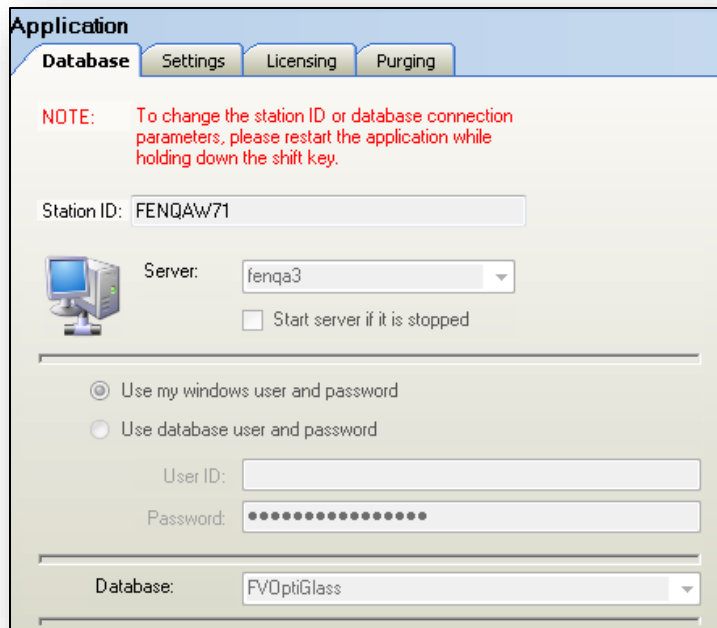 Application
Database Settings Licensing Purging
NOTE: To change the station ID or database connection
parameters, please restart the application while
holding down the shift key.
Station ID: FENQAW71
Server: fenqa3
Start server if it is stopped
Use my windows user and password
Use database user and password
User ID:
Password: ●●●●●●●●●●●●●●●●
Database: FVOptiGlass